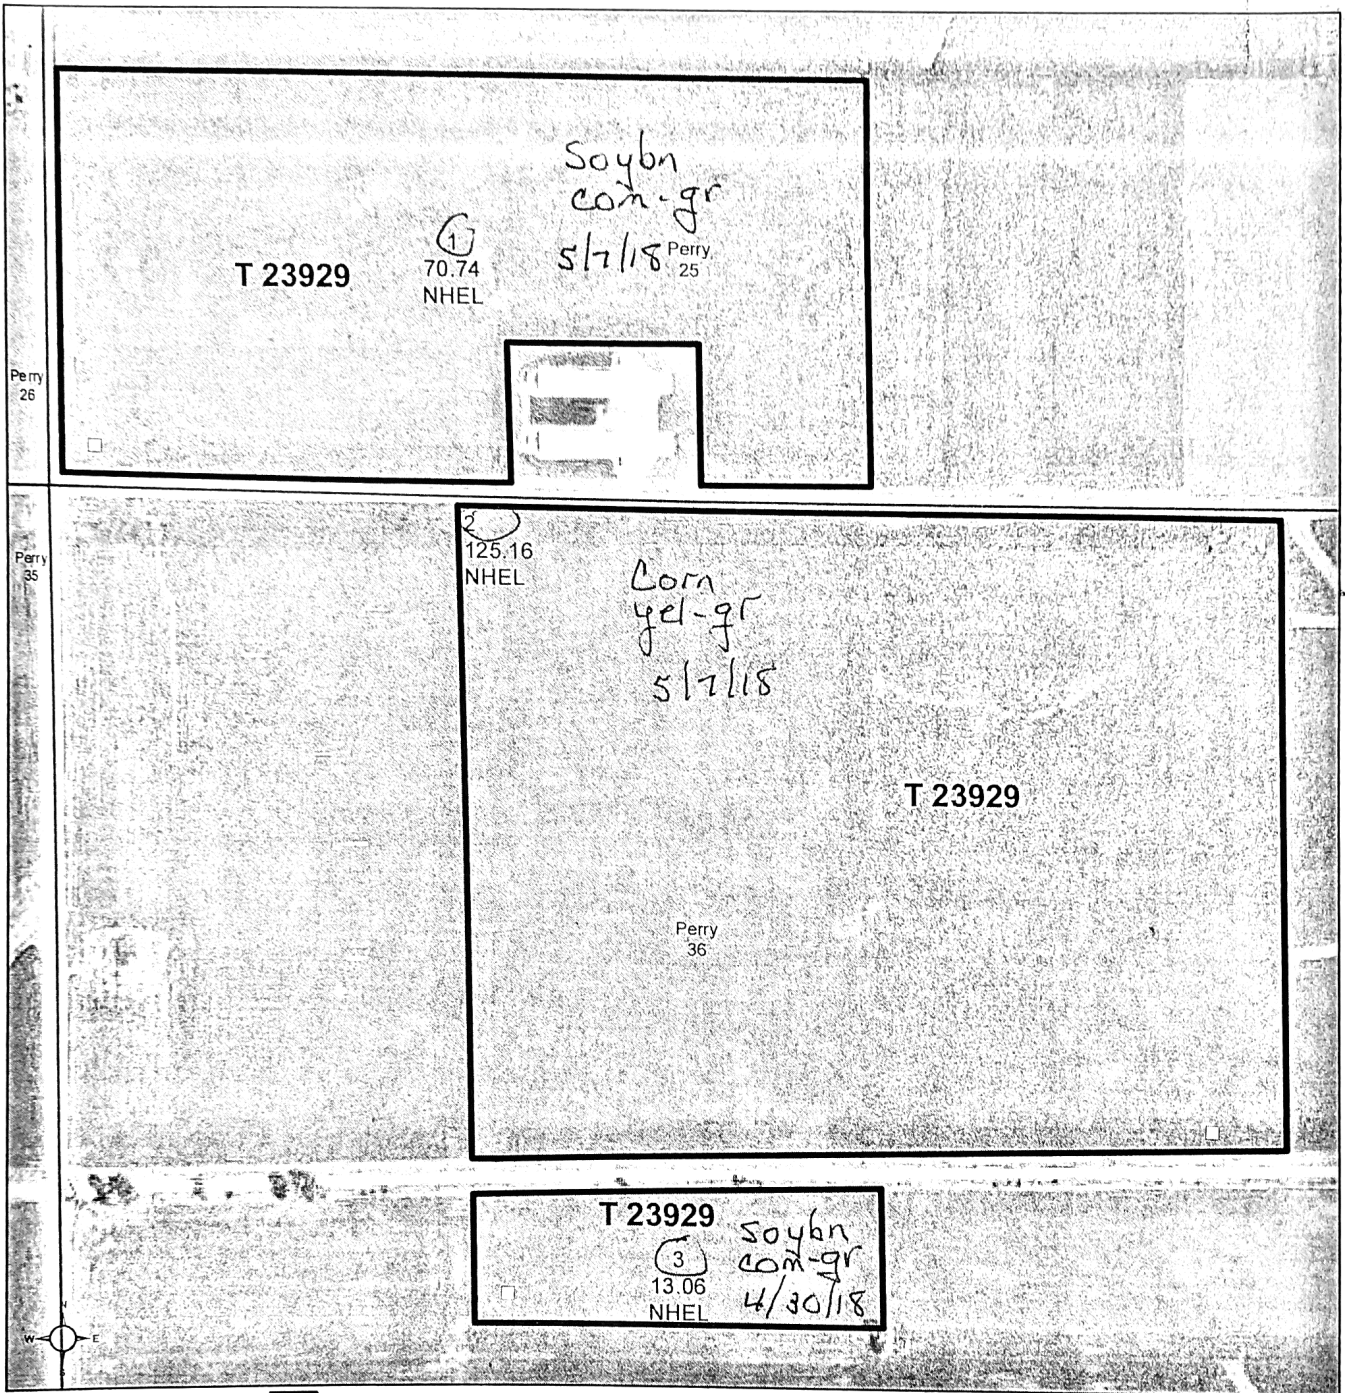 Soybn
com-gr
5/7/18
Perry
25
1
70.74
NHEL
T 23929
Perry
26
Perry
35
2
125.16
NHEL
Corn
yel-gr
5/7/18
T 23929
Perry
36
T 23929
3
13.06
NHEL
Soybn
com-gr
4/30/18
N
W E
S